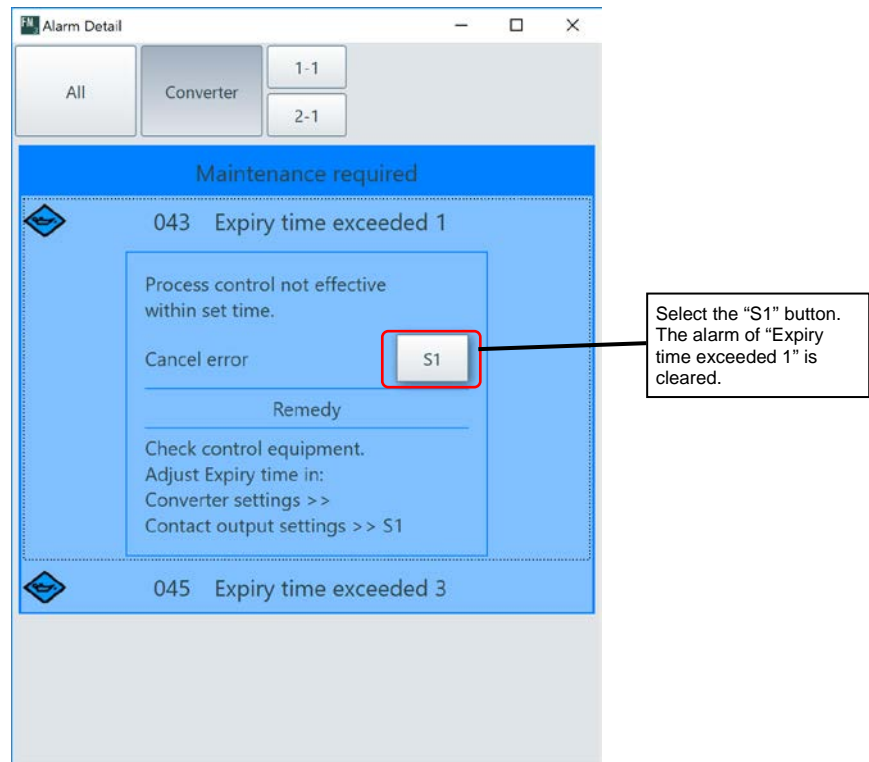 Alarm Detail
All
Converter
1-1
2-1
Maintenance required
043 Expiry time exceeded 1
Process control not effective
within set time.
Cancel error
S1
Remedy
Check control equipment.
Adjust Expiry time in:
Converter settings >>
Contact output settings >> S1
045 Expiry time exceeded 3
Select the “S1” button.
The alarm of “Expiry
time exceeded 1” is
cleared.